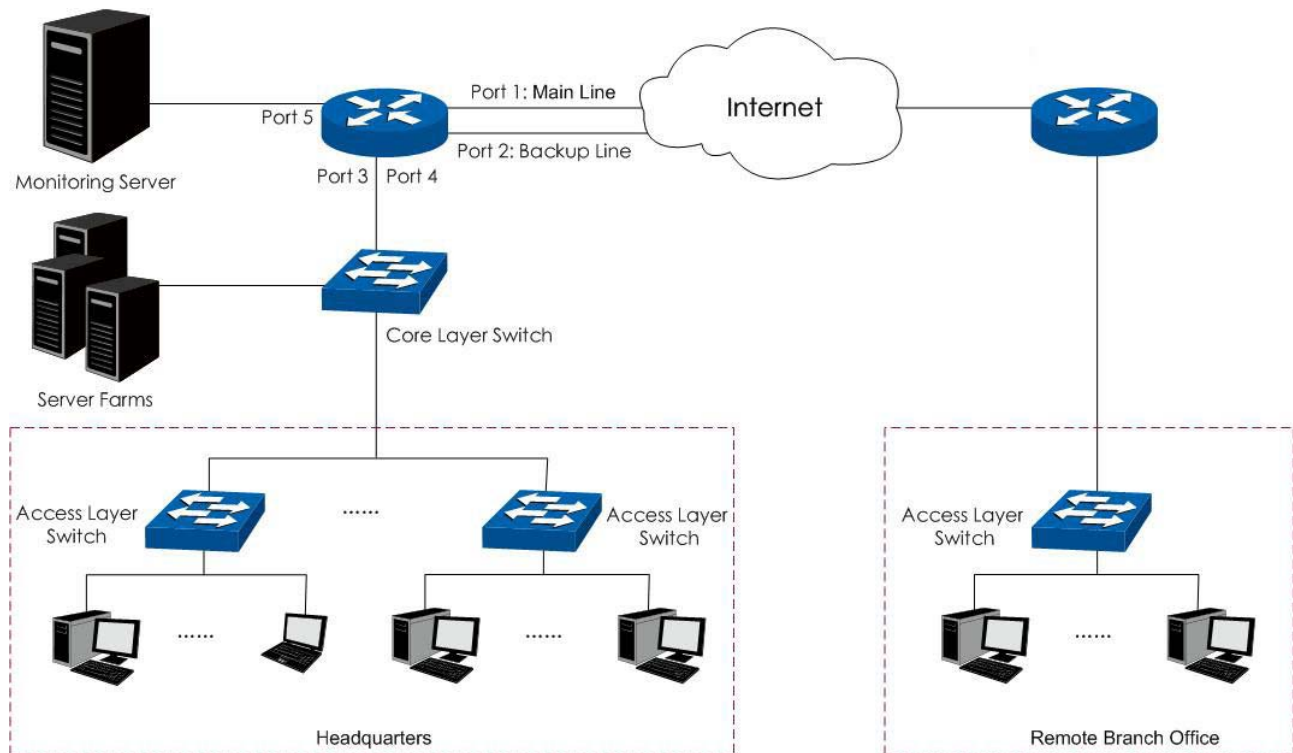 Port 1: Main Line
Internet
Port 5
Port 2: Backup Line
Monitoring Server
Port 3
Port 4
Core Layer Switch
Server Farms
Access Layer
Switch
......
Access Layer
Switch
Access Layer
Switch
......
......
......
Headquarters
Remote Branch Office